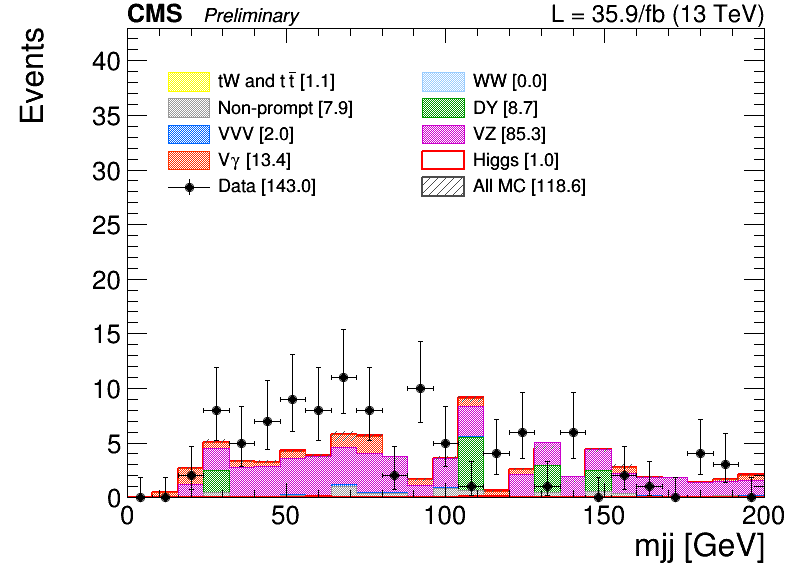 CMS Preliminary L = 35.9/fb (13 TeV)
Events
40
35
30
25
20
15
10
5
0
tW and t t̅ [1.1]
Non-prompt [7.9]
VVV [2.0]
Vγ [13.4]
Data [143.0]
WW [0.0]
DY [8.7]
VZ [85.3]
Higgs [1.0]
All MC [118.6]
0 50 100 150 200
mjj [GeV]